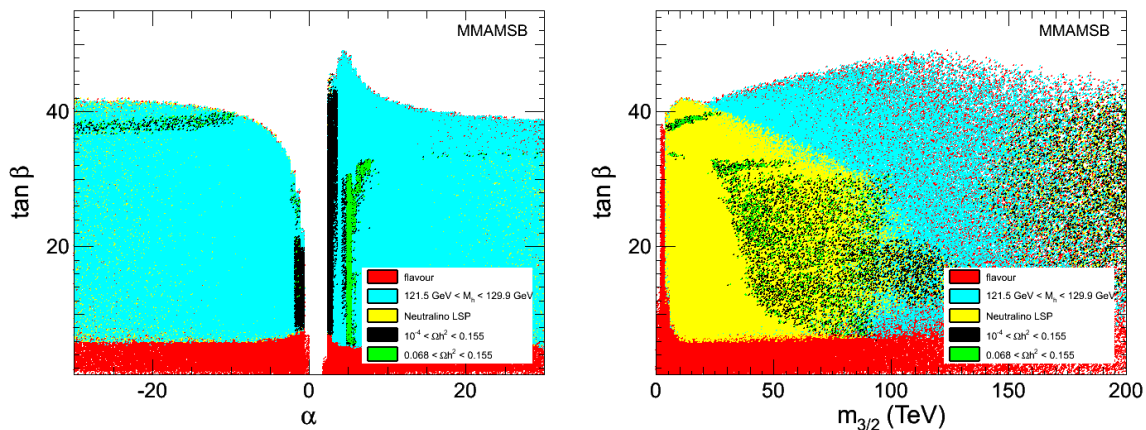 MMAMSB
40
20
tan β
flavour
121.5 GeV < M_h < 129.9 GeV
Neutralino LSP
10^-4 < Ωh² < 0.155
0.068 < Ωh² < 0.155
-20
0
20
α
MMAMSB
40
20
tan β
flavour
121.5 GeV < M_h < 129.9 GeV
Neutralino LSP
10^-4 < Ωh² < 0.155
0.068 < Ωh² < 0.155
0
50
100
150
200
m_3/2 (TeV)